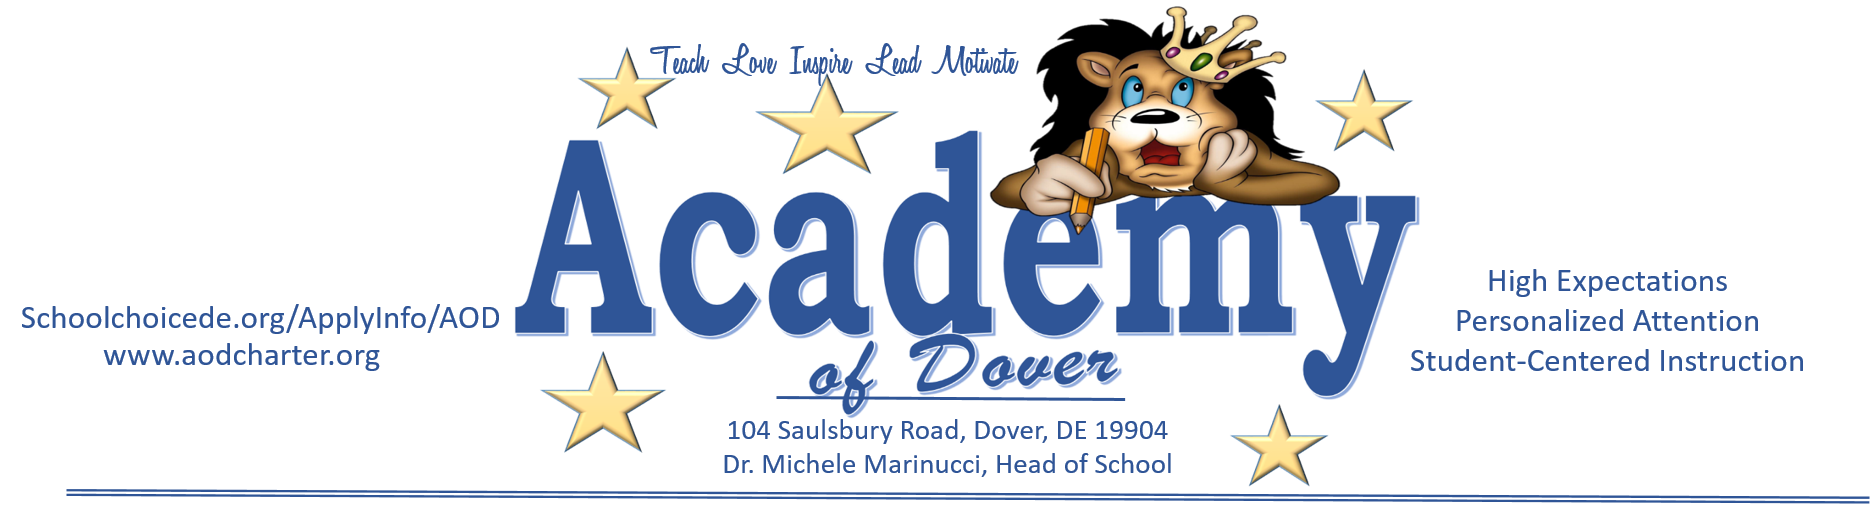 Teach Love Inspire Lead Motivate
Academy
of Dover
Schoolchoicede.org/ApplyInfo/AOD
www.aodcharter.org
High Expectations
Personalized Attention
Student-Centered Instruction
104 Saulsbury Road, Dover, DE 19904
Dr. Michele Marinucci, Head of School